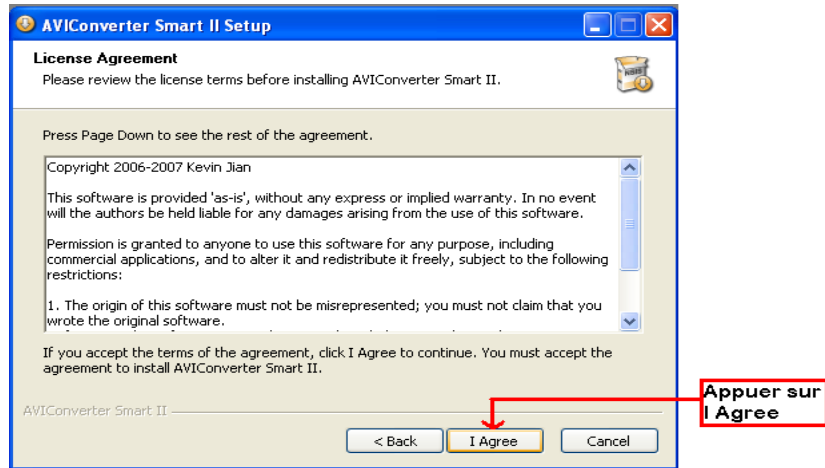 AVIConverter Smart II Setup
License Agreement
Please review the license terms before installing AVIConverter Smart II.
Press Page Down to see the rest of the agreement.
Copyright 2006-2007 Kevin Jian
This software is provided 'as-is', without any express or implied warranty. In no event
will the authors be held liable for any damages arising from the use of this software.
Permission is granted to anyone to use this software for any purpose, including
commercial applications, and to alter it and redistribute it freely, subject to the following
restrictions:
1. The origin of this software must not be misrepresented; you must not claim that you
wrote the original software.
If you accept the terms of the agreement, click I Agree to continue. You must accept the
agreement to install AVIConverter Smart II.
Appuer sur
I Agree
AVIConverter Smart II
< Back
I Agree
Cancel